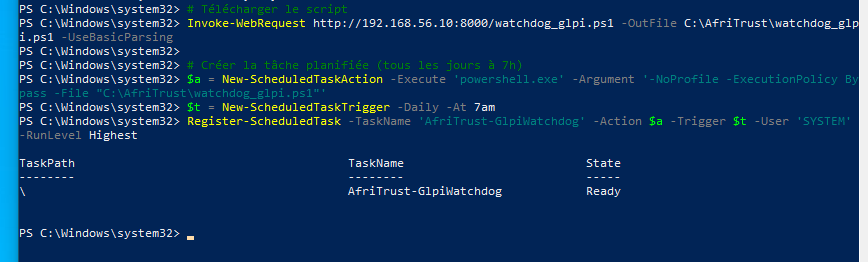 PS C:\Windows\system32> # Télécharger le script
PS C:\Windows\system32> Invoke-WebRequest http://192.168.56.10:8000/watchdog_glpi.ps1 -OutFile C:\AfriTrust\watchdog_glp
i.ps1 -UseBasicParsing
PS C:\Windows\system32>
PS C:\Windows\system32> # Créer la tâche planifiée (tous les jours à 7h)
PS C:\Windows\system32> $a = New-ScheduledTaskAction -Execute 'powershell.exe' -Argument '-NoProfile -ExecutionPolicy By
pass -File "C:\AfriTrust\watchdog_glpi.ps1"'
PS C:\Windows\system32> $t = New-ScheduledTaskTrigger -Daily -At 7am
PS C:\Windows\system32> Register-ScheduledTask -TaskName 'AfriTrust-GlpiWatchdog' -Action $a -Trigger $t -User 'SYSTEM'
-RunLevel Highest
TaskPath TaskName State
-------- -------- -----
\ AfriTrust-GlpiWatchdog Ready
PS C:\Windows\system32>